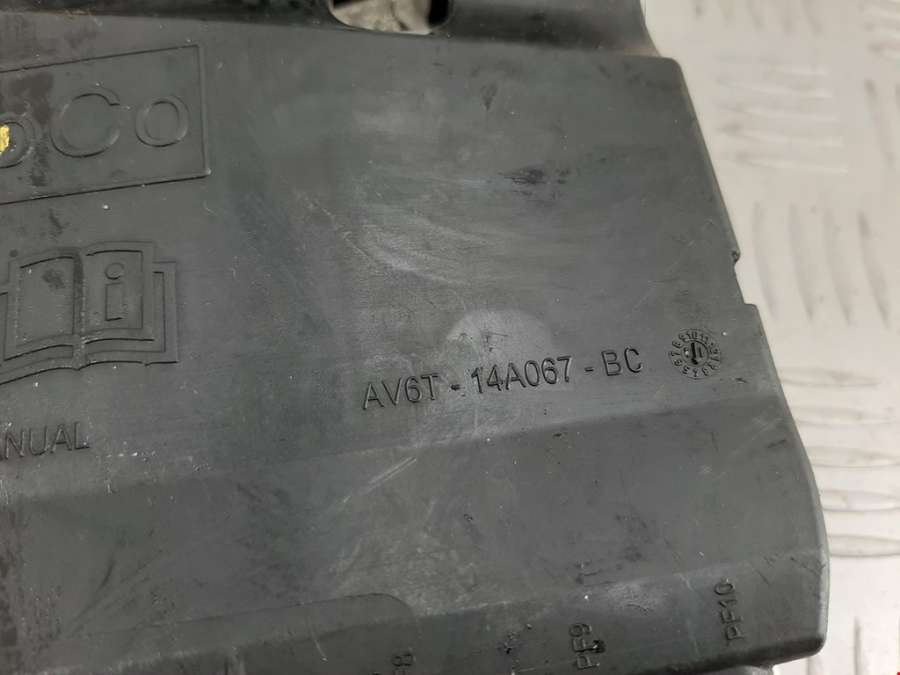 oCo
i
ANUAL
AV6T - 14A067 - BC
PF9
PF10